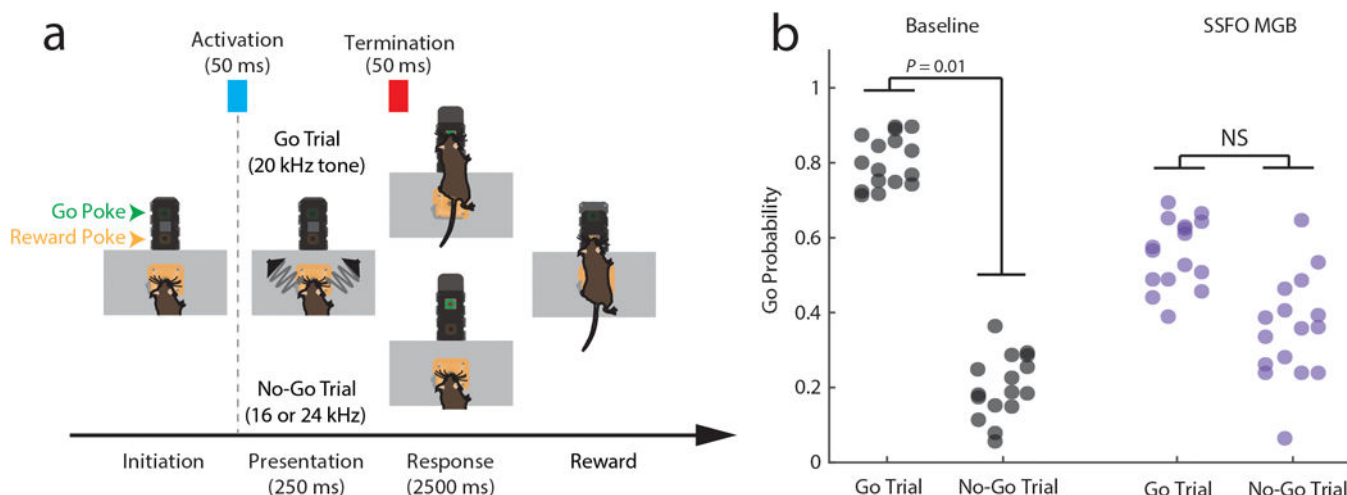 a
Activation
(50 ms)
Termination
(50 ms)
Go Trial
(20 kHz tone)
Go Poke
Reward Poke
No-Go Trial
(16 or 24 kHz)
Initiation
Presentation
(250 ms)
Response
(2500 ms)
Reward
b
Baseline
SSFO MGB
P = 0.01
NS
Go Probability
1
0.8
0.6
0.4
0.2
0
Go Trial
No-Go Trial
Go Trial
No-Go Trial